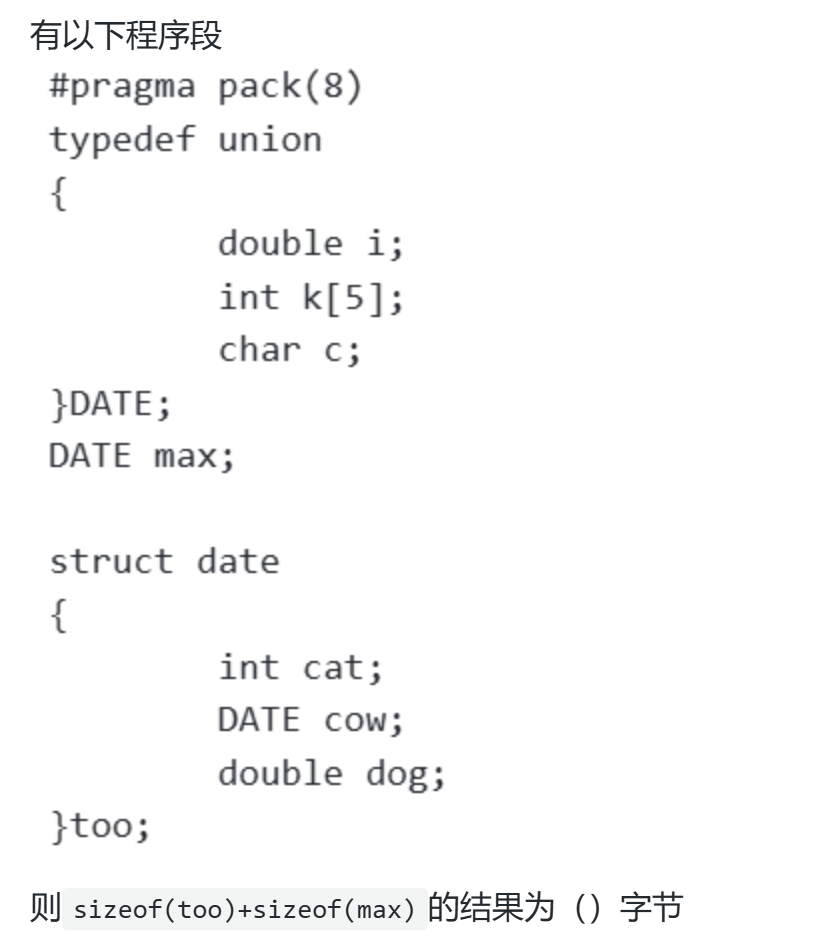 有以下程序段
#pragma pack(8)
typedef union
{
double i;
int k[5];
char c;
}DATE;
DATE max;
struct date
{
int cat;
DATE cow;
double dog;
}too;
则 sizeof(too)+sizeof(max) 的结果为（）字节